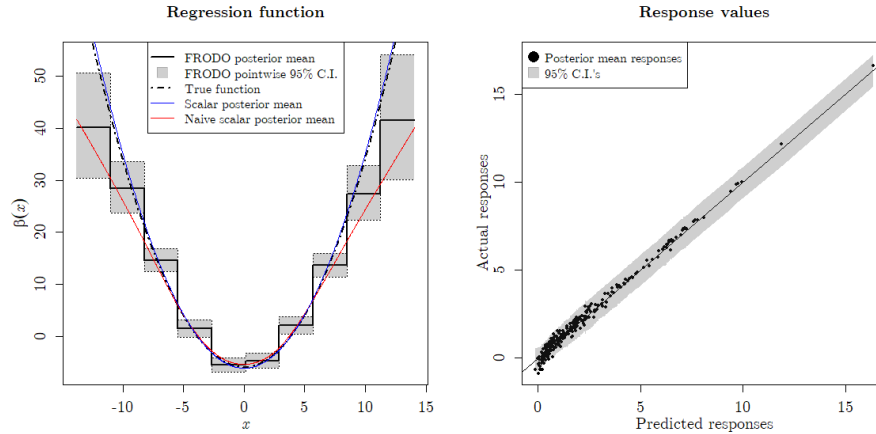 Regression function
FRODO posterior mean
FRODO pointwise 95% C.I.
True function
Scalar posterior mean
Naive scalar posterior mean
50
40
30
20
10
0
β(x)
-10
-5
0
5
10
15
x
Response values
Posterior mean responses
95% C.I.'s
15
10
5
0
Actual responses
0
5
10
15
Predicted responses